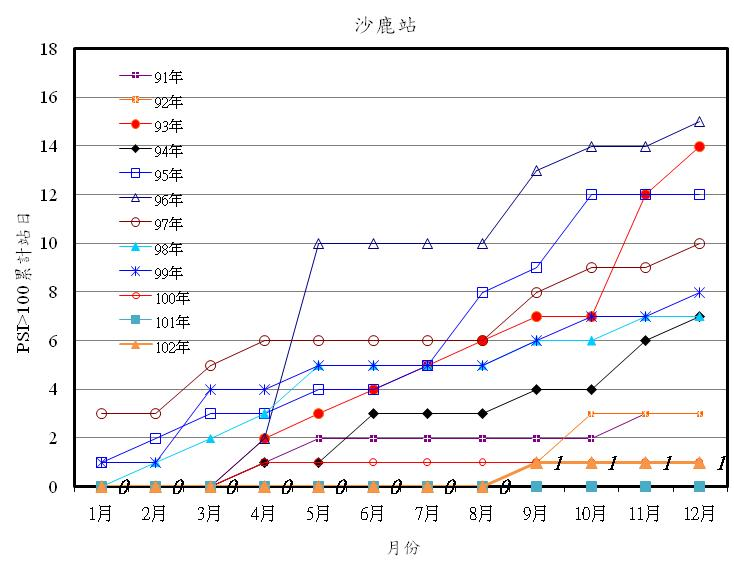 沙鹿站
18
16
14
12
10
8
6
4
2
0
PSI>100累計站日
91年
92年
93年
94年
95年
96年
97年
98年
99年
100年
101年
102年
0 0 0 0 0 0 0 0 1 1 1 1
1月 2月 3月 4月 5月 6月 7月 8月 9月 10月 11月 12月
月份